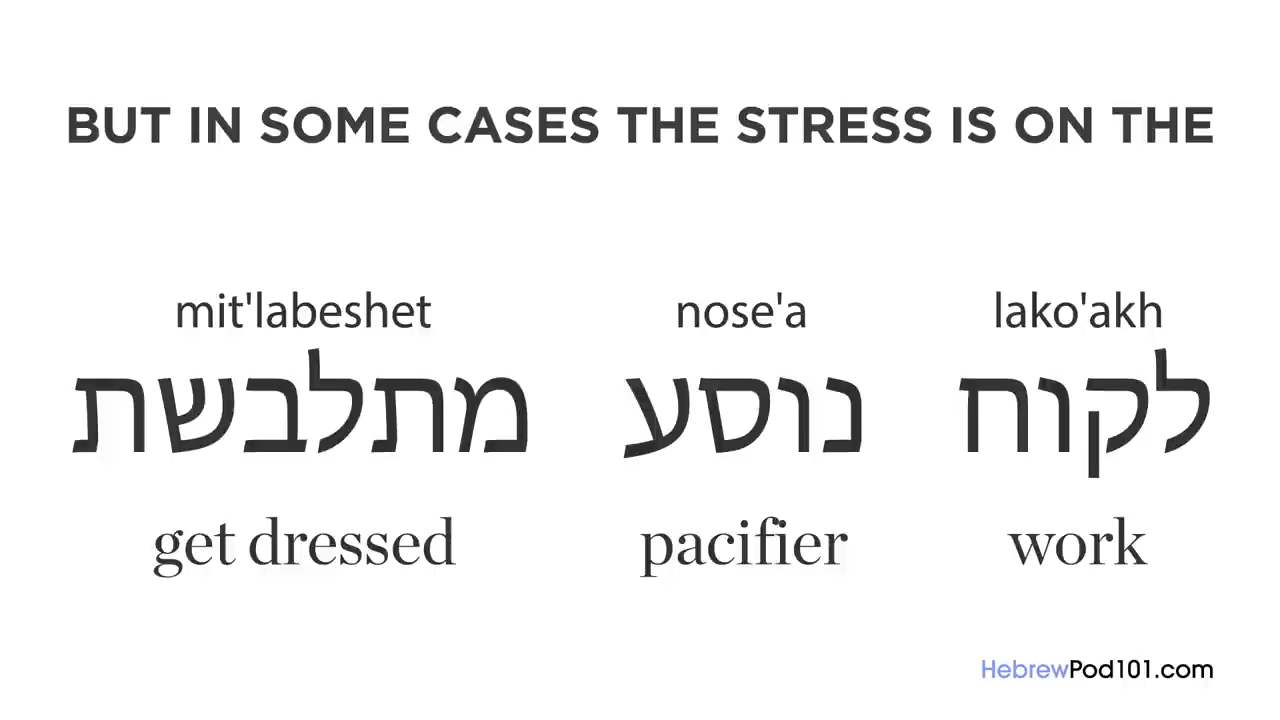 BUT IN SOME CASES THE STRESS IS ON THE
mit'labeshet nose'a lako'akh
מתלבשת נוסע לקוח
get dressed pacifier work
HebrewPod101.com